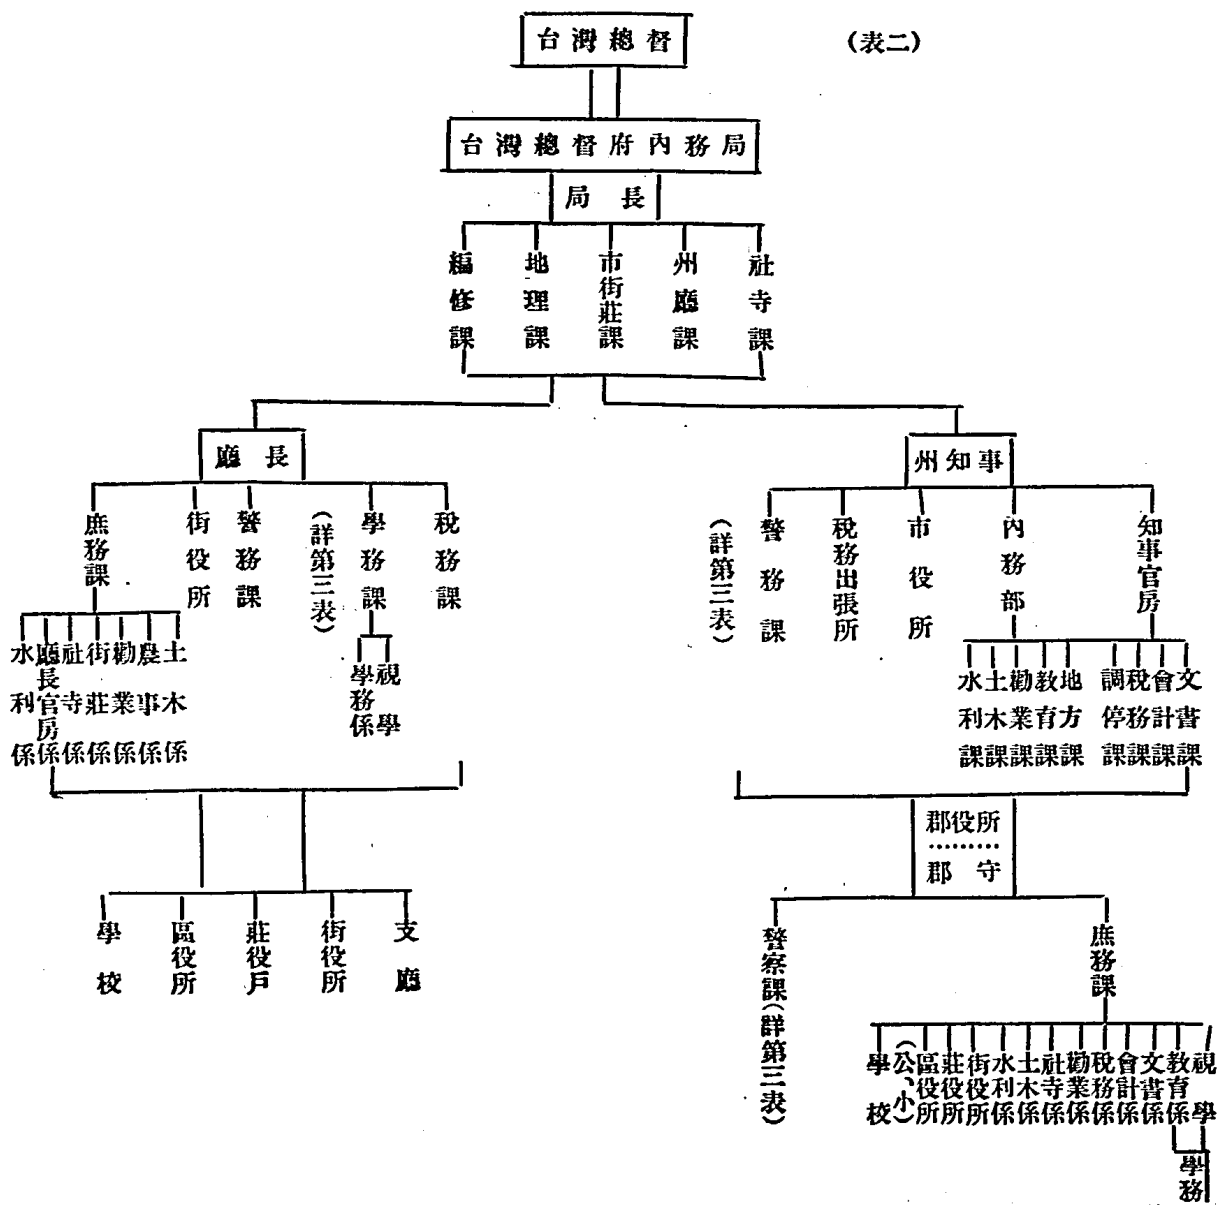 (表二)
台灣總督
台灣總督府內務局
局長
社寺課
州廳課
市街莊課
地理課
編修課
州知事
知事官房
內務部
市役所
稅務出張所
警務課
(詳第三表)
文書課
會計課
稅務課
調停課
地方課
教育課
勸業課
土木課
水利課
郡役所
郡守
庶務課
警察課(詳第三表)
視學
教育係
文書係
會計係
稅務係
勸業係
社寺係
土木係
水利係
街役所
莊役所
區役所
(公、小)
學校
學務
廳長
稅務課
學務課
(詳第三表)
警務課
街役所
庶務課
視學
學務係
土木係
農事係
勸業係
街莊係
社寺係
廳長官房係
水利係
支廳
街役所
莊役戶
區役所
學校